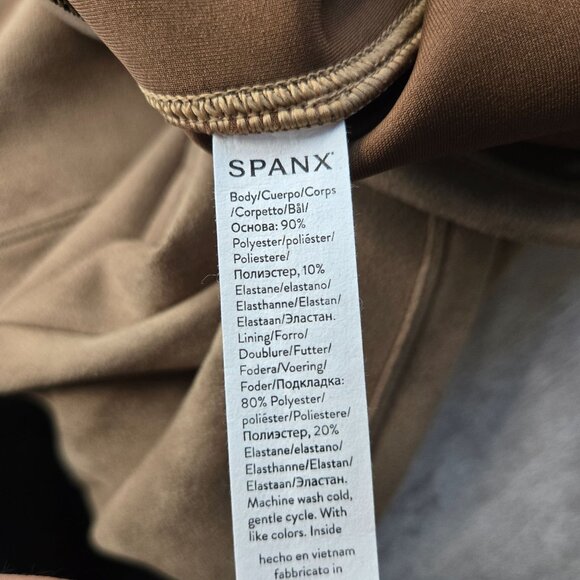 SPANX®
Body/Cuerpo/Corps
/Corpetto/Bål/
Основа: 90%
Polyester/poliéster/
Poliestere/
Полиэстер, 10%
Elastane/elastano/
Elasthanne/Elastan/
Elastaan/Эластан.
Lining/Forro/
Doublure/Futter/
Fodera/Voering/
Foder/Подкладка:
80% Polyester/
poliéster/Poliestere/
Полиэстер, 20%
Elastane/elastano/
Elasthanne/Elastan/
Elastaan/Эластан.
Machine wash cold,
gentle cycle. With
like colors. Inside
hecho en vietnam
fabbricato in